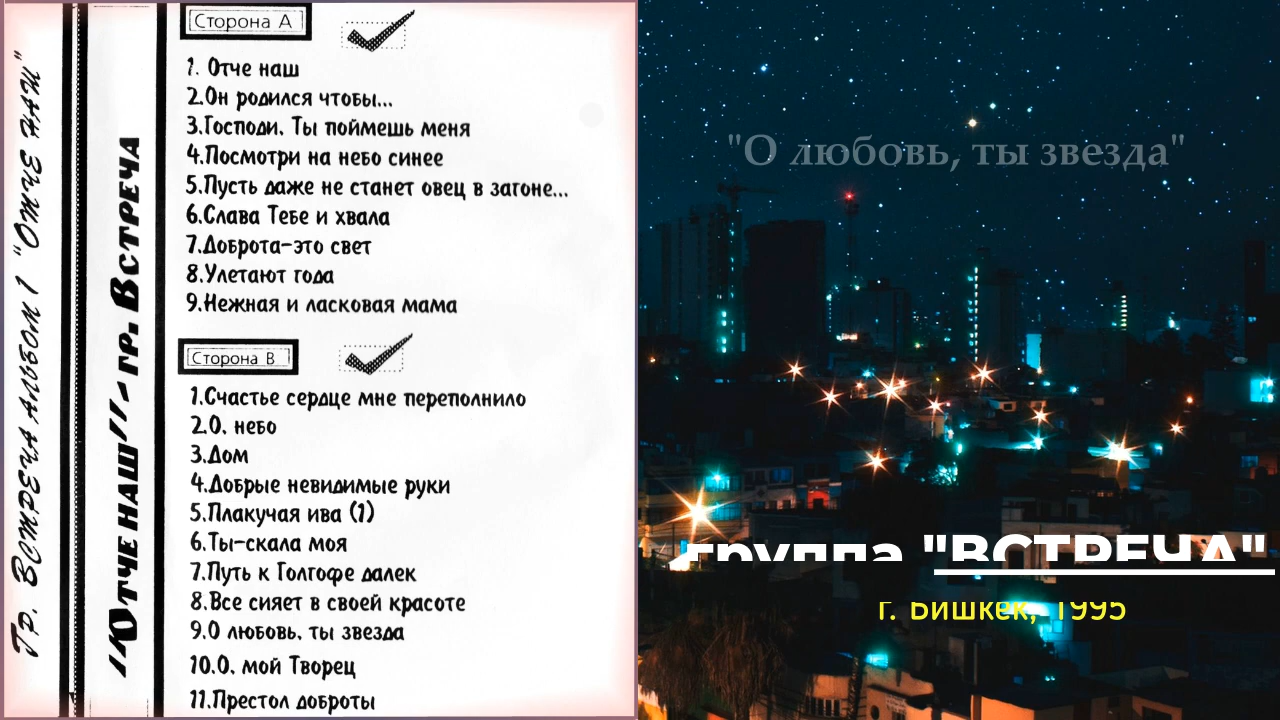 Гр. ВСТРЕЧА АЛЬБОМ 1 "ОТЧЕ НАШ"
"ОТЧЕ НАШ" гр. ВСТРЕЧА
Сторона А
1. Отче наш
2.Он родился чтобы...
3.Господи. Ты поймешь меня
4.Посмотри на небо синее
5.Пусть даже не станет овец в загоне...
6.Слава Тебе и хвала
7.Доброта-это свет
8.Улетают года
9.Нежная и ласковая мама
Сторона В
1.Счастье сердце мне переполнило
2.О. небо
3.Дом
4.Добрые невидимые руки
5.Плакучая ива (1)
6.Ты-скала моя
7.Путь к Голгофе далек
8.Все сияет в своей красоте
9.О любовь. ты звезда
10.О. мой Творец
11.Престол доброты
"О любовь, ты звезда"
группа "ВСТРЕЧА"
г. Бишкек, 1995